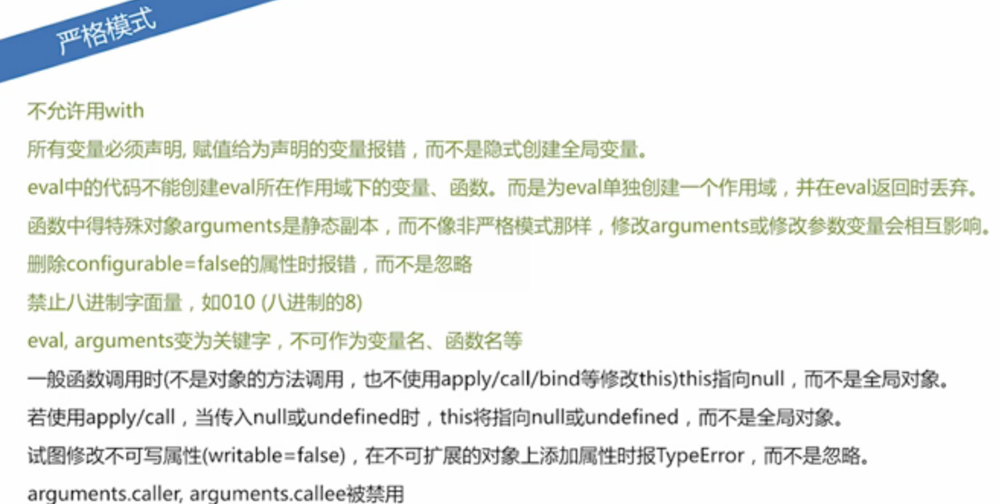 严格模式
不允许用with
所有变量必须声明, 赋值给为声明的变量报错，而不是隐式创建全局变量。
eval中的代码不能创建eval所在作用域下的变量、函数。而是为eval单独创建一个作用域，并在eval返回时丢弃。
函数中得特殊对象arguments是静态副本，而不像非严格模式那样，修改arguments或修改参数变量会相互影响。
删除configurable=false的属性时报错，而不是忽略
禁止八进制字面量，如010 (八进制的8)
eval, arguments变为关键字，不可作为变量名、函数名等
一般函数调用时(不是对象的方法调用，也不使用apply/call/bind等修改this)this指向null，而不是全局对象。
若使用apply/call，当传入null或undefined时，this将指向null或undefined，而不是全局对象。
试图修改不可写属性(writable=false)，在不可扩展的对象上添加属性时报TypeError，而不是忽略。
arguments.caller, arguments.callee被禁用